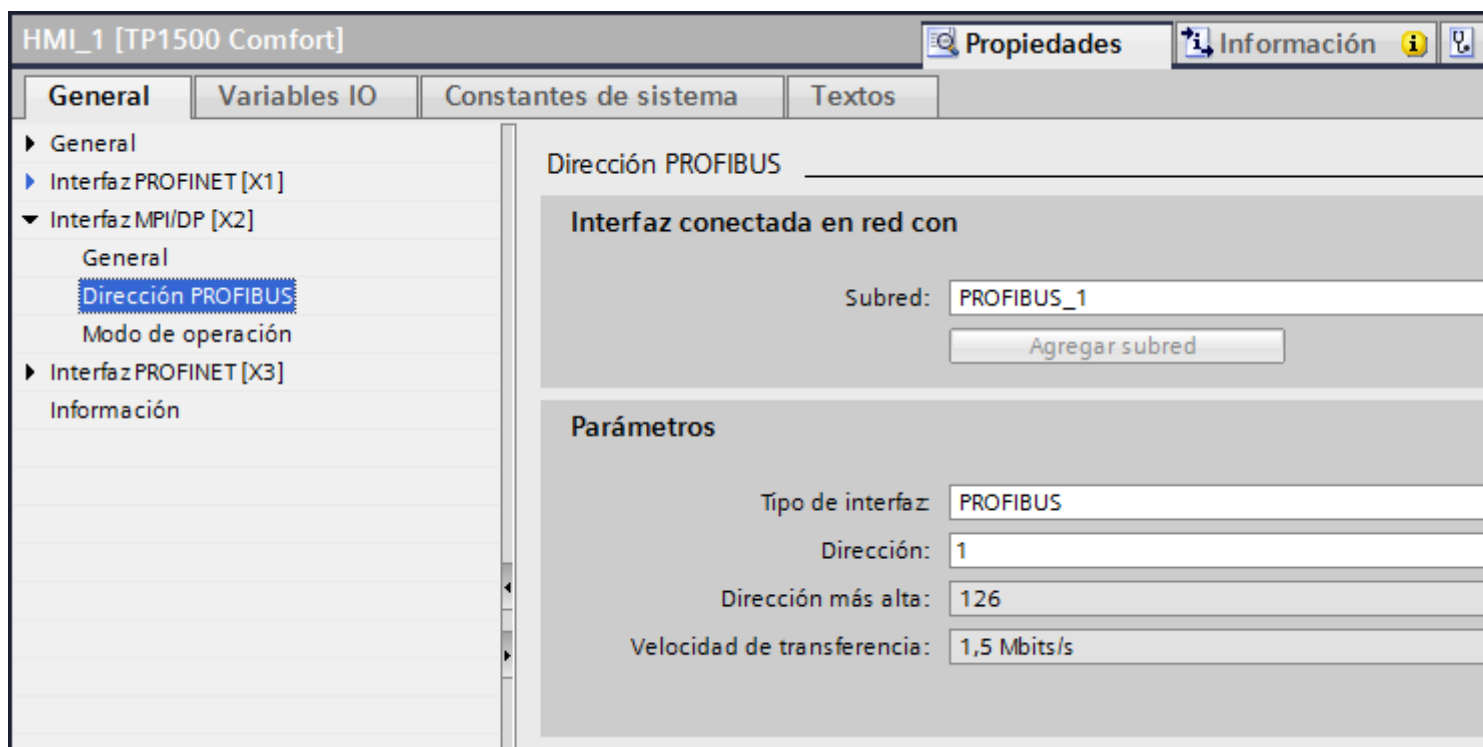 HMI_1 [TP1500 Comfort]
Propiedades
Información
General
Variables IO
Constantes de sistema
Textos
General
Interfaz PROFINET [X1]
Interfaz MPI/DP [X2]
General
Dirección PROFIBUS
Modo de operación
Interfaz PROFINET [X3]
Información
Dirección PROFIBUS
Interfaz conectada en red con
Subred: PROFIBUS_1
Agregar subred
Parámetros
Tipo de interfaz: PROFIBUS
Dirección: 1
Dirección más alta: 126
Velocidad de transferencia: 1,5 Mbits/s